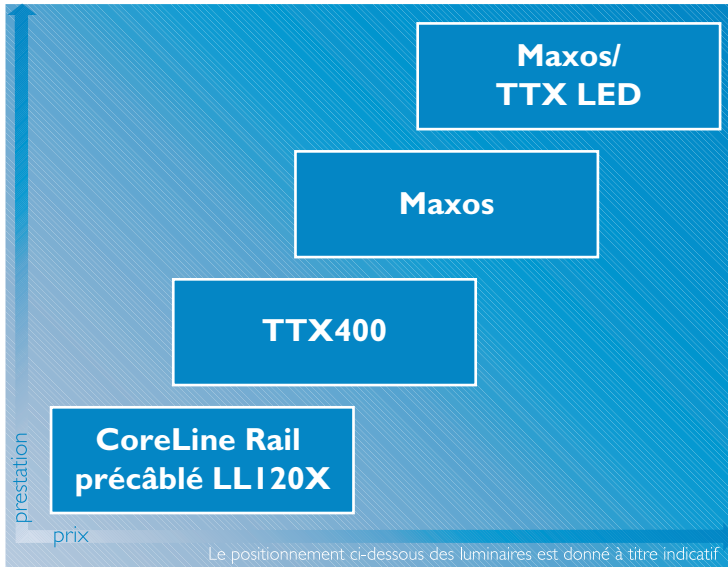 Maxos/
TTX LED
Maxos
TTX400
CoreLine Rail
précâblé LL120X
prestation
prix
Le positionnement ci-dessous des luminaires est donné à titre indicatif